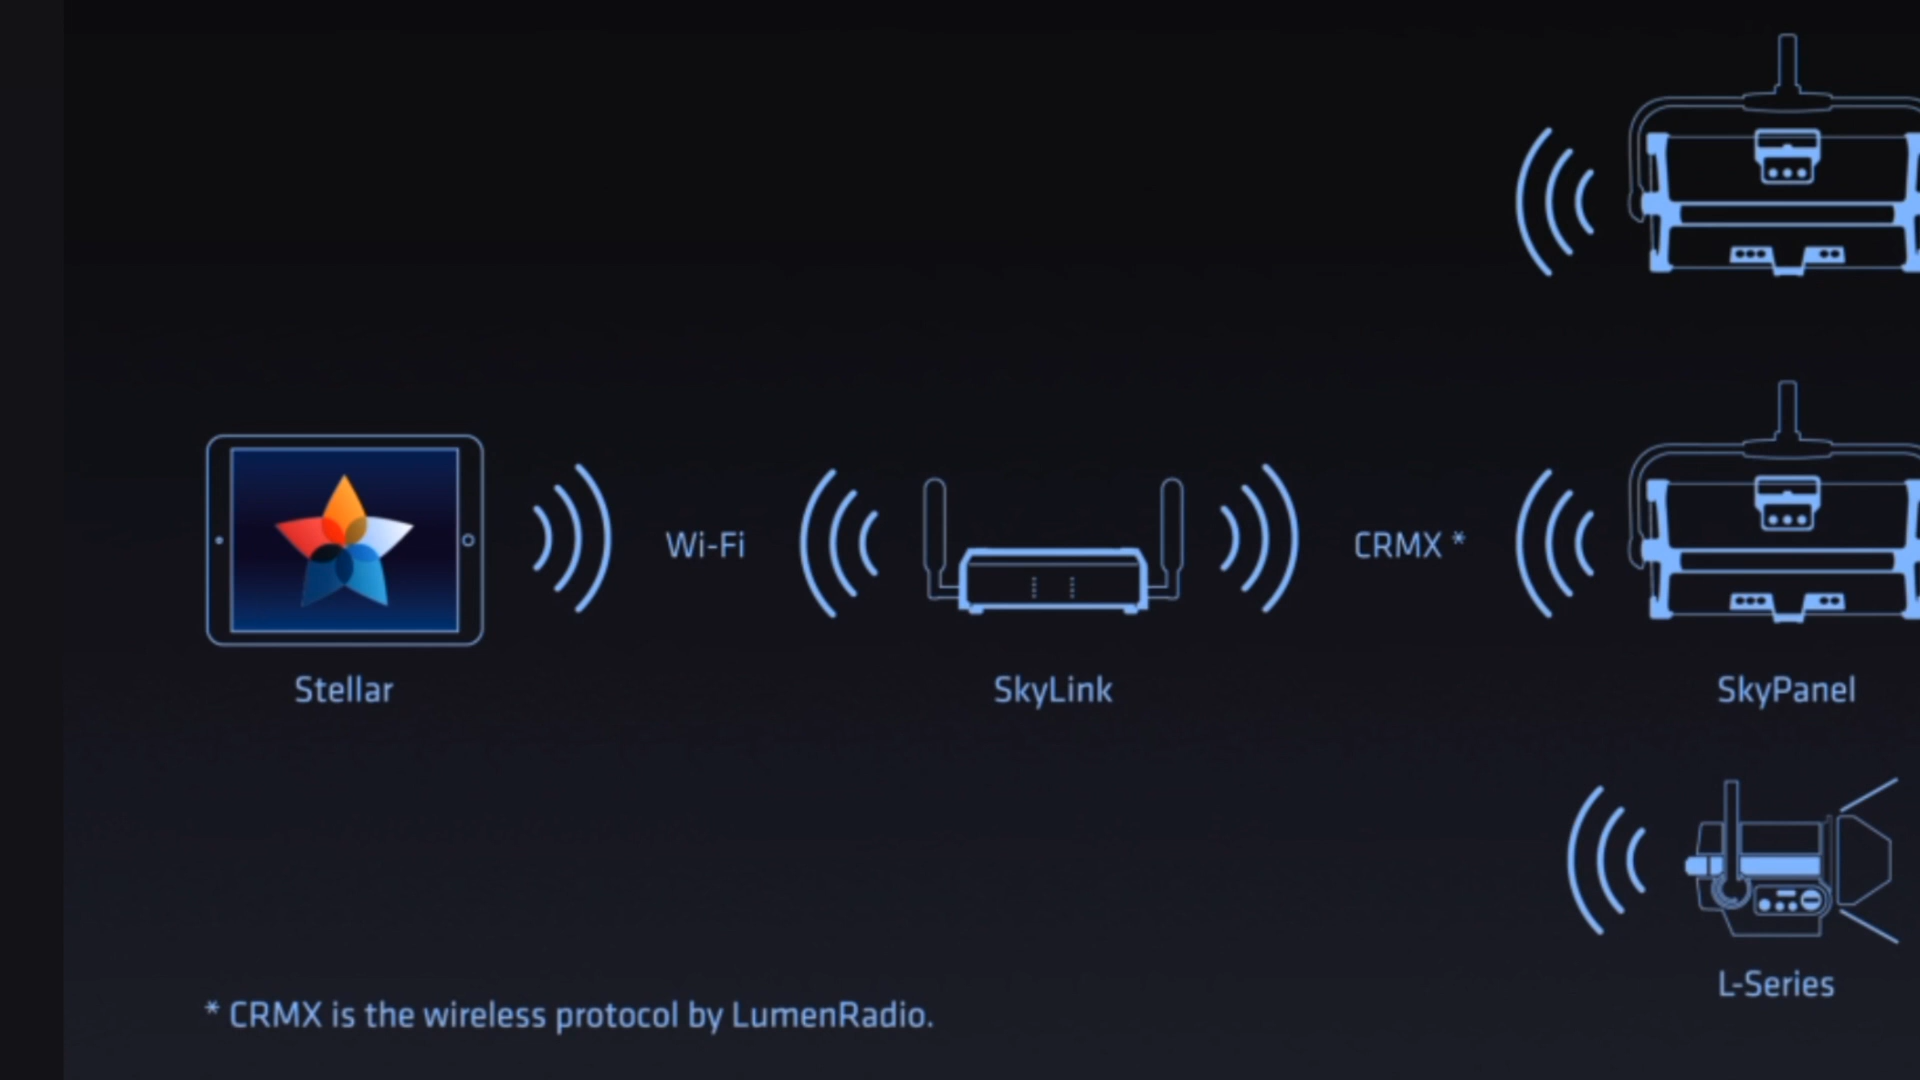 Wi-Fi
CRMX *
Stellar
SkyLink
SkyPanel
L-Series
* CRMX is the wireless protocol by LumenRadio.